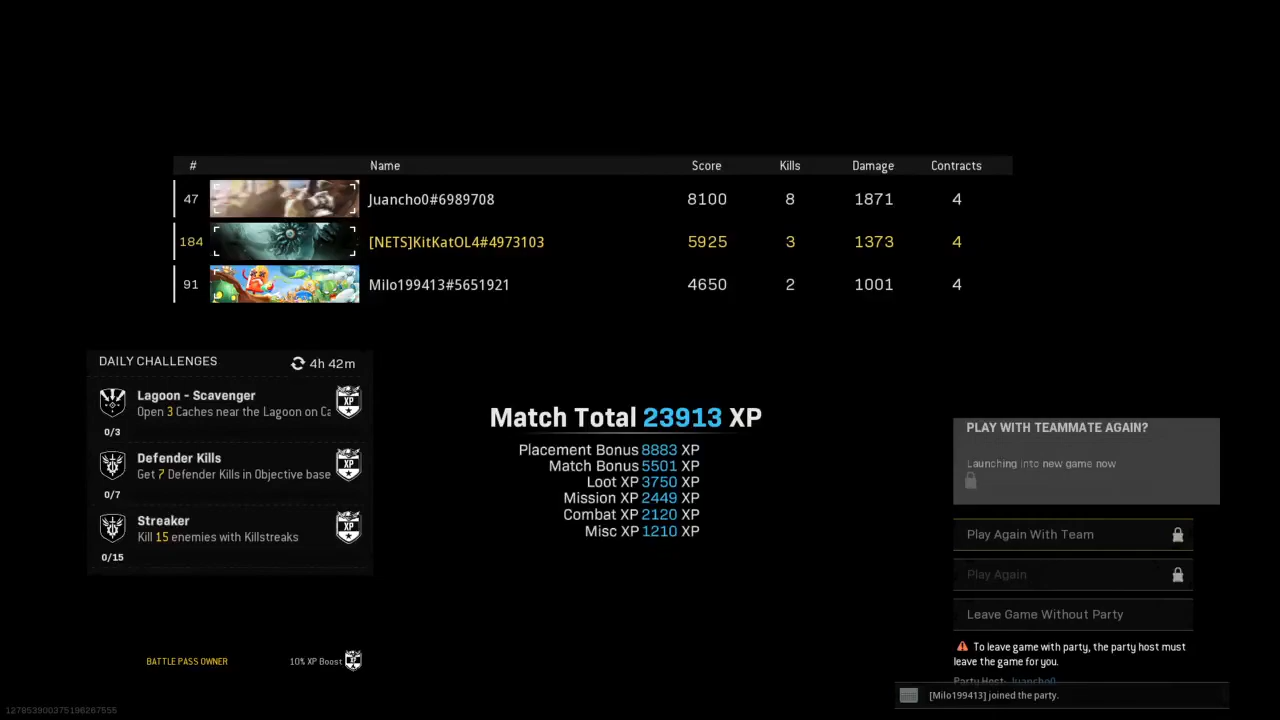 # Name Score Kills Damage Contracts
47 Juancho0#6989708 8100 8 1871 4
184 [NETS]KitKatOL4#4973103 5925 3 1373 4
91 Milo199413#5651921 4650 2 1001 4
DAILY CHALLENGES 4h 42m
Lagoon - Scavenger
Open 3 Caches near the Lagoon on Ca
XP
0/3
Defender Kills
Get 7 Defender Kills in Objective base
XP
0/7
Streaker
Kill 15 enemies with Killstreaks
XP
0/15
BATTLE PASS OWNER
10% XP Boost
Match Total 23913 XP
Placement Bonus 8883 XP
Match Bonus 5501 XP
Loot XP 3750 XP
Mission XP 2449 XP
Combat XP 2120 XP
Misc XP 1210 XP
PLAY WITH TEAMMATE AGAIN?
Launching into new game now
Play Again With Team
Play Again
Leave Game Without Party
To leave game with party, the party host must
leave the game for you.
Party Host: Juancho0
[Milo199413] joined the party.